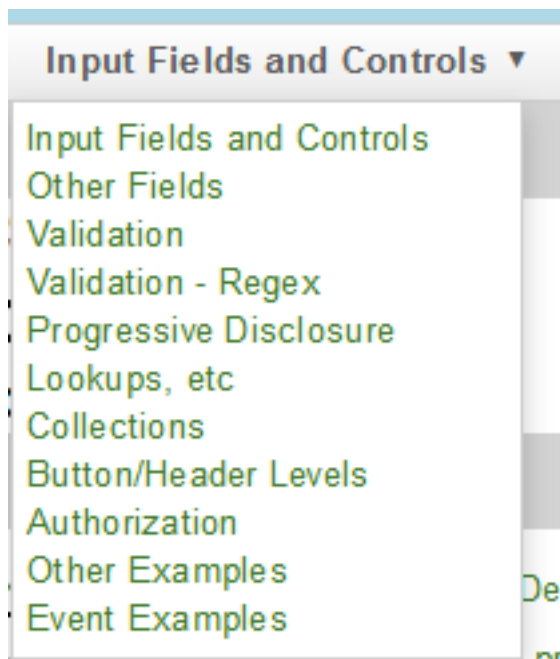 Input Fields and Controls ▼
Input Fields and Controls
Other Fields
Validation
Validation - Regex
Progressive Disclosure
Lookups, etc
Collections
Button/Header Levels
Authorization
Other Examples
Event Examples